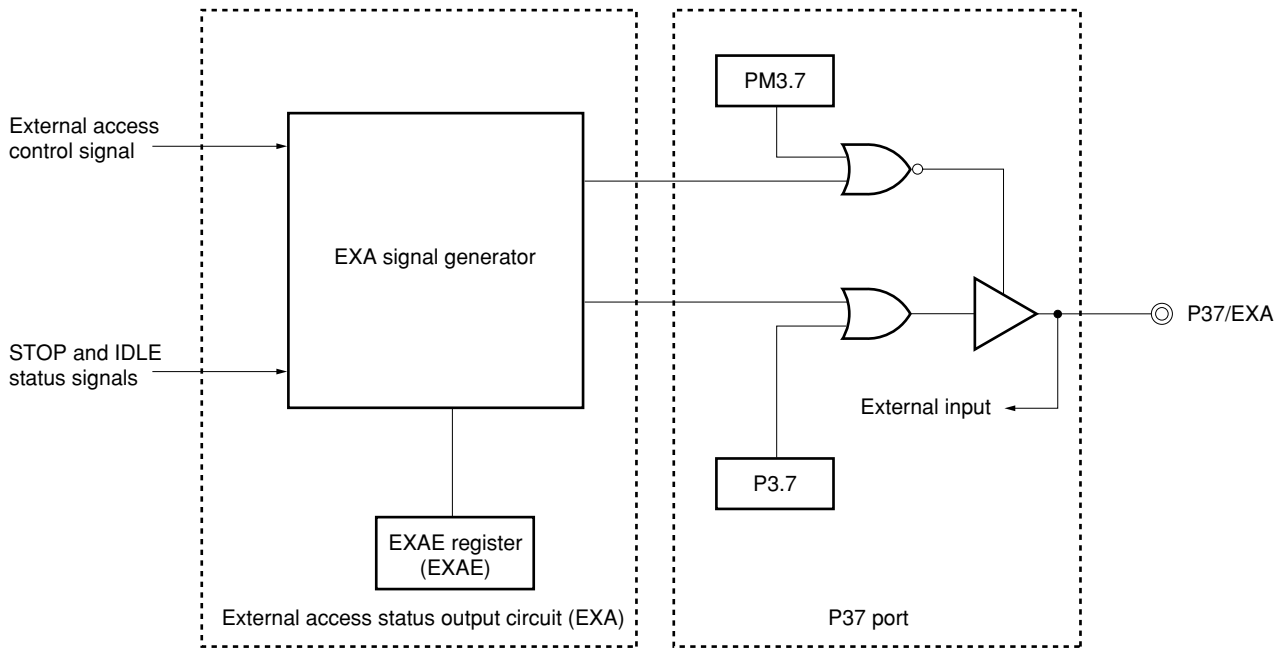 PM3.7
External access
control signal
EXA signal generator
P37/EXA
STOP and IDLE
status signals
External input
P3.7
EXAE register
(EXAE)
External access status output circuit (EXA)
P37 port